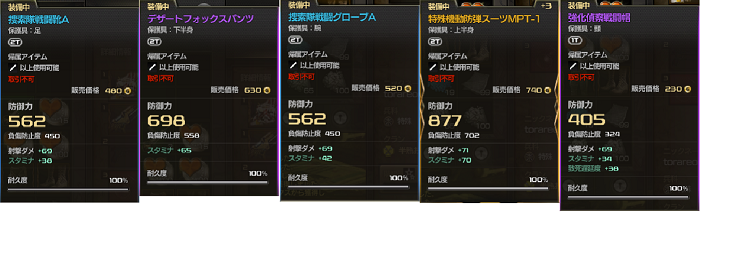 装備中
捜索隊戦闘靴A
保護具：足
2T
帰属アイテム
以上使用可能
取引不可
販売価格 480
防御力
562
負傷防止度 450
射撃ダメ +69
スタミナ +38
耐久度 100%
装備中
デザートフォックスパンツ
保護具：下半身
2T
帰属アイテム
以上使用可能
取引不可
販売価格 630
防御力
698
負傷防止度 558
スタミナ +65
耐久度 100%
装備中
捜索隊戦闘グローブA
保護具：腕
2T
帰属アイテム
以上使用可能
取引不可
販売価格 520
防御力
562
負傷防止度 450
射撃ダメ +69
スタミナ +42
耐久度 100%
装備中 +3
特殊機動防弾スーツMPT-1
保護具：上半身
2T
帰属アイテム
以上使用可能
取引不可
販売価格 740
防御力
877
負傷防止度 702
射撃ダメ +71
スタミナ +70
耐久度 100%
装備中
強化偵察戦闘帽
保護具：頭
1T
帰属アイテム
以上使用可能
取引不可
販売価格 230
防御力
405
負傷防止度 324
射撃ダメ +69
スタミナ +34
致死遅延度 +38
耐久度 100%